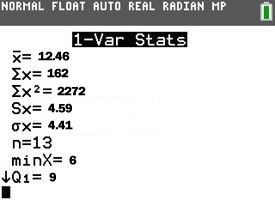 NORMAL FLOAT AUTO REAL RADIAN MP
1-Var Stats
x̄= 12.46
Σx= 162
Σx²= 2272
Sx= 4.59
σx= 4.41
n=13
minX= 6
↓Q₁= 9